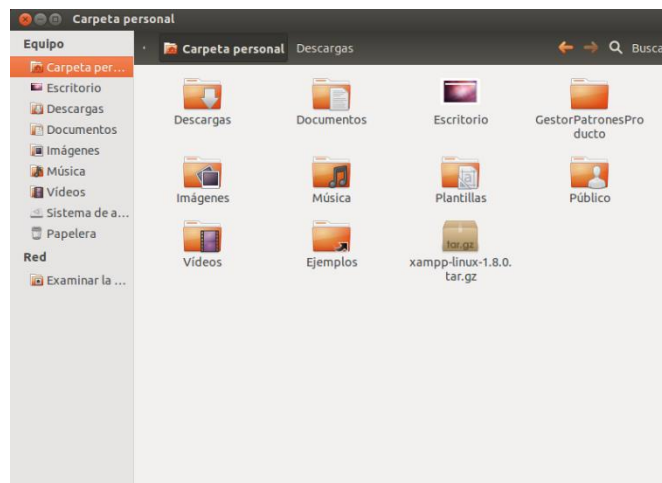 Carpeta personal
Equipo
Carpeta personal
Descargas
Busca
Carpeta per...
Escritorio
Descargas
Documentos
Imágenes
Música
Vídeos
Sistema de a...
Papelera
Red
Examinar la ...
Descargas
Documentos
Escritorio
GestorPatronesPro
ducto
Imágenes
Música
Plantillas
Público
Vídeos
Ejemplos
tar.gz
xampp-linux-1.8.0.
tar.gz